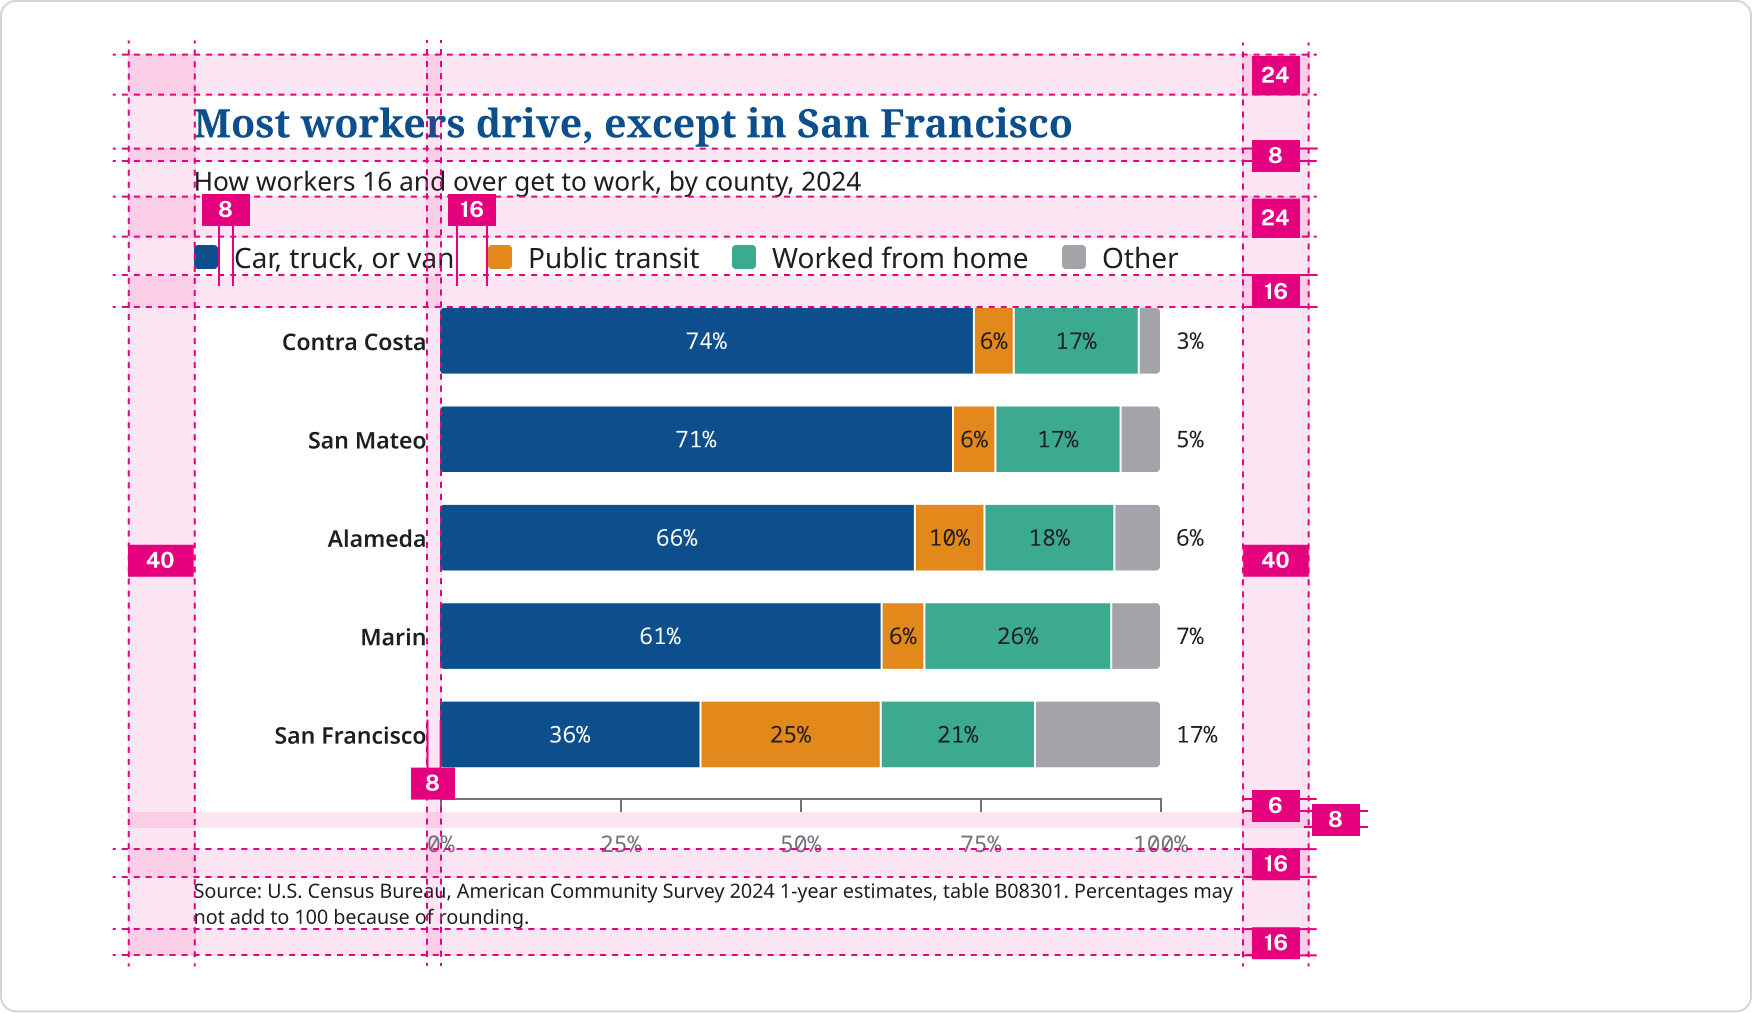 24
Most workers drive, except in San Francisco
8
How workers 16 and over get to work, by county, 2024
8 16 24
Car, truck, or van Public transit Worked from home Other
16
Contra Costa 74% 6% 17% 3%
San Mateo 71% 6% 17% 5%
Alameda 66% 10% 18% 6%
40 40
Marin 61% 6% 26% 7%
San Francisco 36% 25% 21% 17%
8
6
8
0% 25% 50% 75% 100%
16
Source: U.S. Census Bureau, American Community Survey 2024 1-year estimates, table B08301. Percentages may
not add to 100 because of rounding.
16